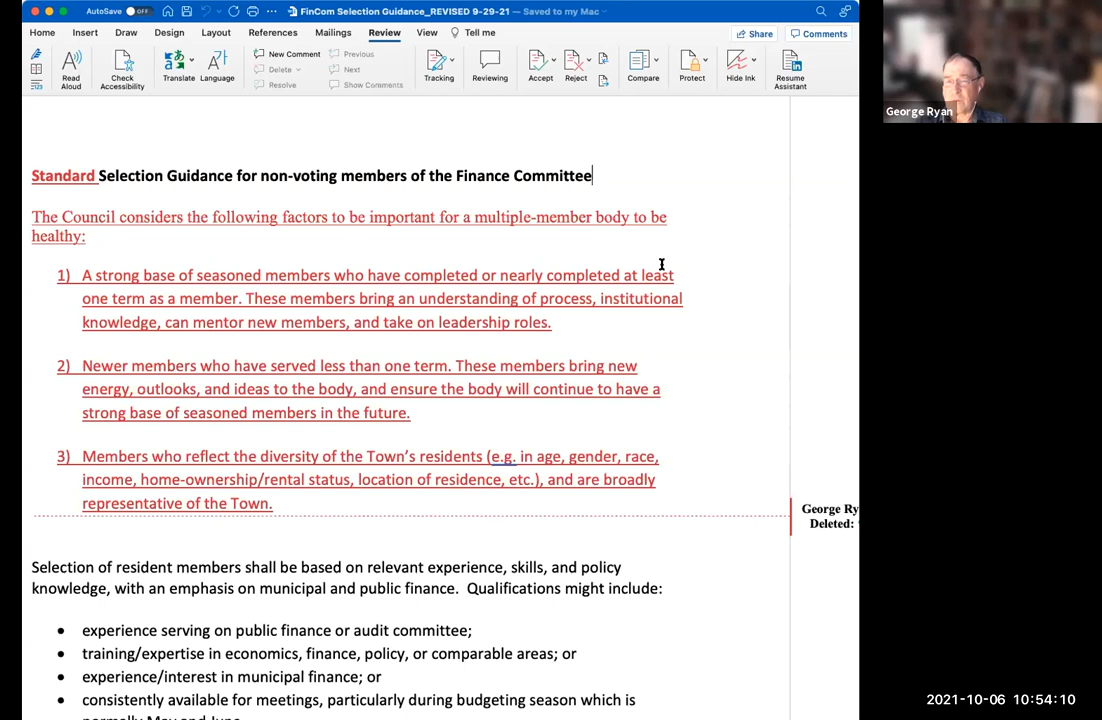 AutoSave OFF FinCom Selection Guidance_REVISED 9-29-21 — Saved to my Mac
Home Insert Draw Design Layout References Mailings Review View Tell me Share Comments
Read Aloud
Check Accessibility
Translate
Language
New Comment
Delete
Resolve
Previous
Next
Show Comments
Tracking
Reviewing
Accept
Reject
Compare
Protect
Hide Ink
Resume Assistant
George Ryan
Standard Selection Guidance for non-voting members of the Finance Committee
The Council considers the following factors to be important for a multiple-member body to be
healthy:
1) A strong base of seasoned members who have completed or nearly completed at least
one term as a member. These members bring an understanding of process, institutional
knowledge, can mentor new members, and take on leadership roles.
2) Newer members who have served less than one term. These members bring new
energy, outlooks, and ideas to the body, and ensure the body will continue to have a
strong base of seasoned members in the future.
3) Members who reflect the diversity of the Town's residents (e.g. in age, gender, race,
income, home-ownership/rental status, location of residence, etc.), and are broadly
representative of the Town.
George Ry
Deleted:
Selection of resident members shall be based on relevant experience, skills, and policy
knowledge, with an emphasis on municipal and public finance. Qualifications might include:
• experience serving on public finance or audit committee;
• training/expertise in economics, finance, policy, or comparable areas; or
• experience/interest in municipal finance; or
• consistently available for meetings, particularly during budgeting season which is
normally May and June
2021-10-06 10:54:10